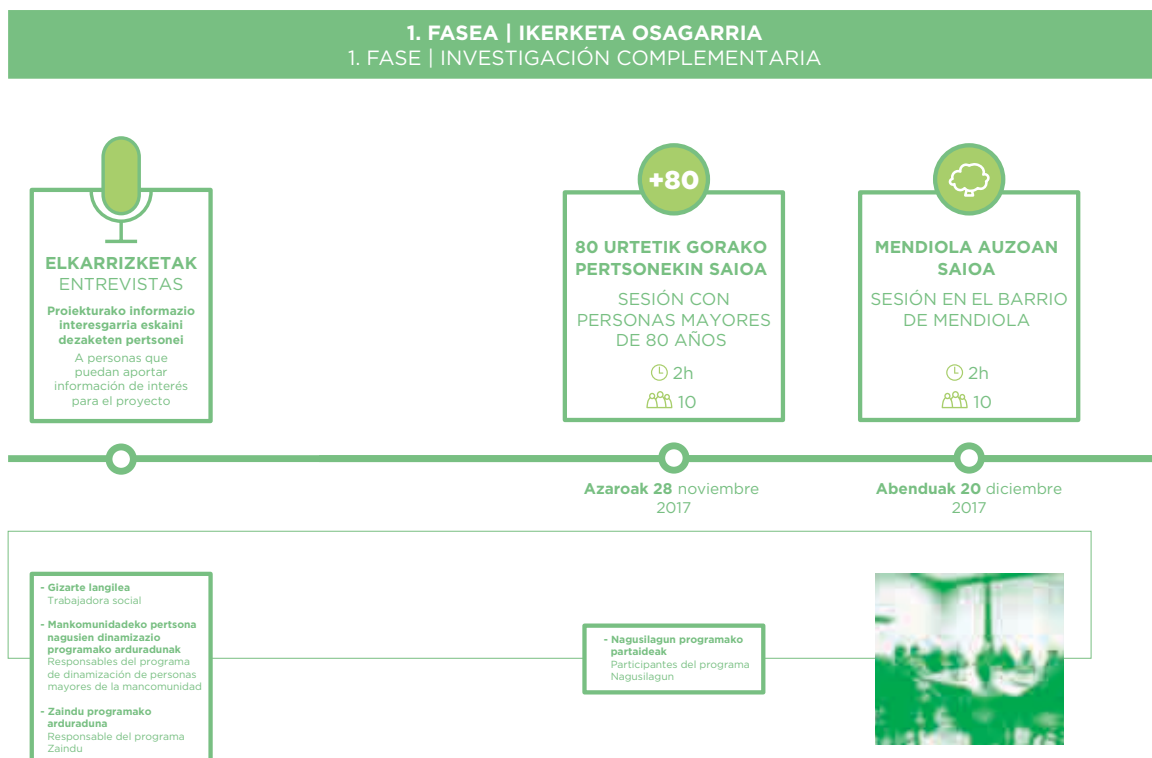 1. FASEA | IKERKETA OSAGARRIA
1. FASE | INVESTIGACIÓN COMPLEMENTARIA
ELKARRIZKETAK
ENTREVISTAS
Proiekturako informazio
interesgarria eskaini
dezaketen pertsonei
A personas que
puedan aportar
información de interés
para el proyecto
+80
80 URTETIK GORAKO
PERTSONEKIN SAIOA
SESIÓN CON
PERSONAS MAYORES
DE 80 AÑOS
2h
10
MENDIOLA AUZOAN
SAIOA
SESIÓN EN EL BARRIO
DE MENDIOLA
2h
10
Azaroak 28 noviembre
2017
Abenduak 20 diciembre
2017
- Gizarte langilea
Trabajadora social
- Mankomunidadeko pertsona
nagusien dinamizazio
programako arduradunak
Responsables del programa
de dinamización de personas
mayores de la mancomunidad
- Zaindu programako
arduraduna
Responsable del programa
Zaindu
- Nagusilagun programako
partaideak
Participantes del programa
Nagusilagun